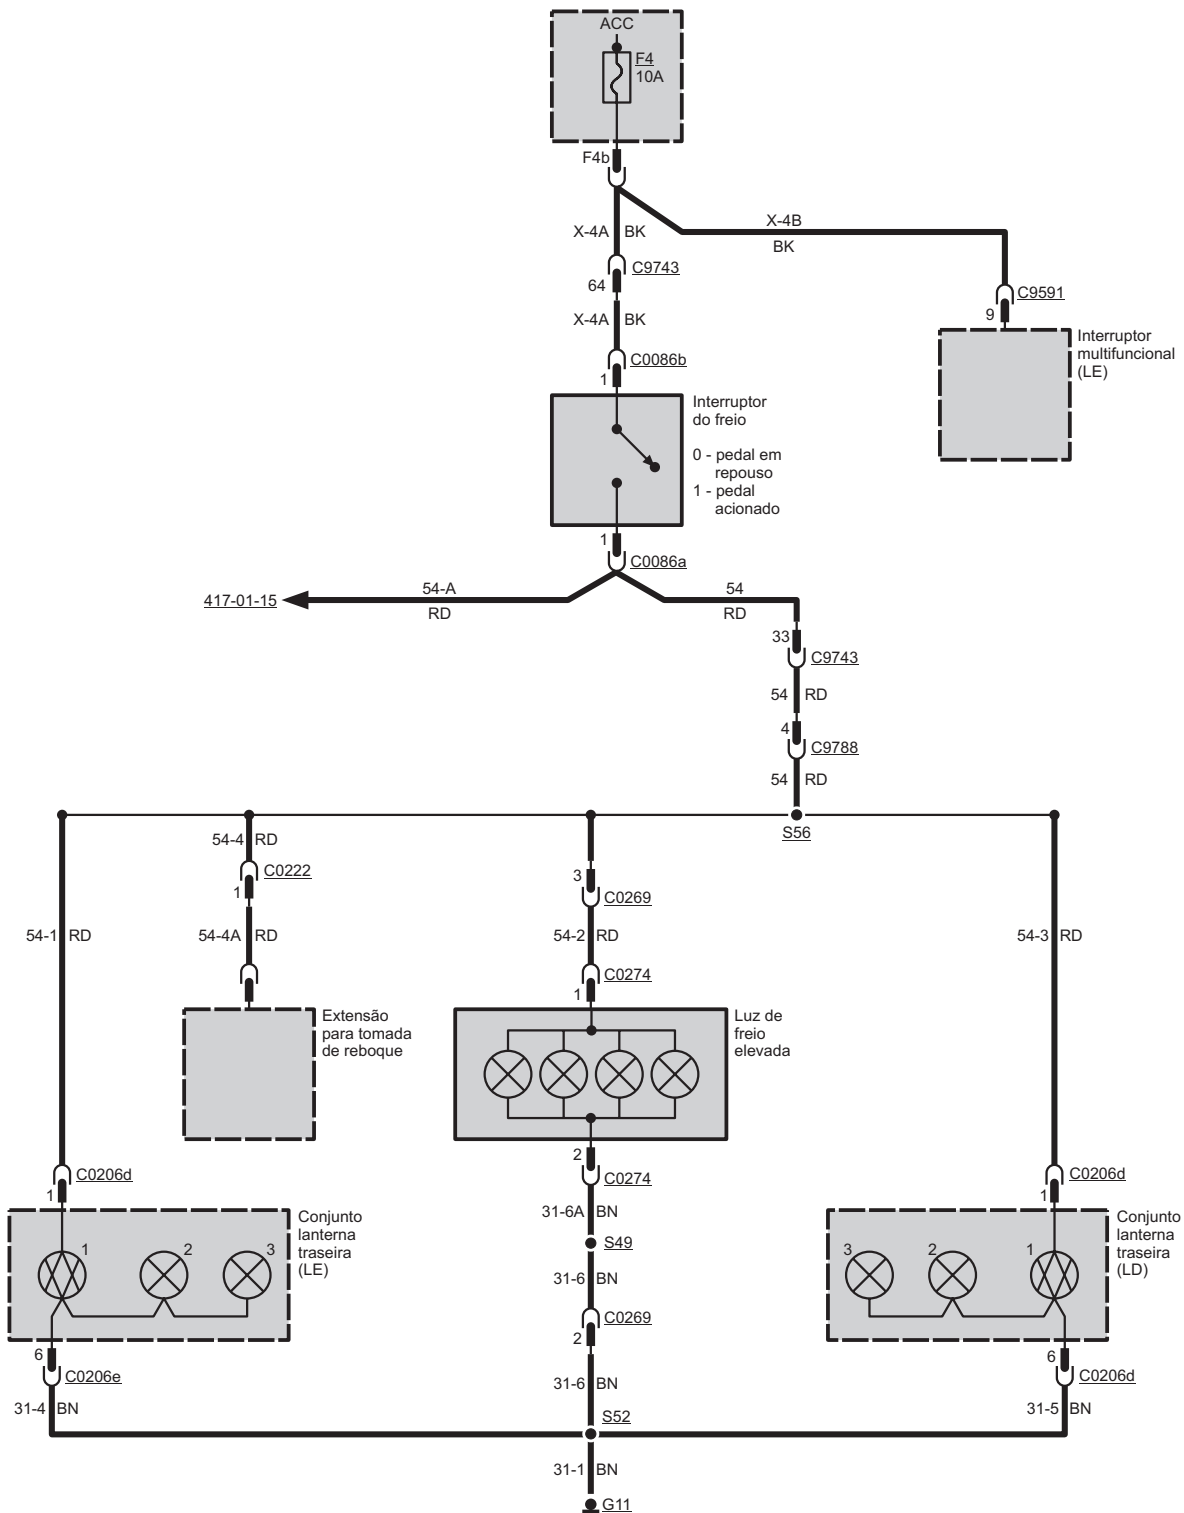 ACC
F4
10A
F4b
X-4A BK
X-4B
BK
C9743
64
C9591
9
X-4A BK
Interruptor
multifuncional
(LE)
C0086b
1
Interruptor
do freio
0 - pedal em
repouso
1 - pedal
acionado
1
C0086a
417-01-15
54-A
RD
54
RD
33
C9743
54 RD
4
C9788
54 RD
S56
54-4 RD
C0222
1
3
C0269
54-1 RD
54-4A RD
54-2 RD
54-3 RD
C0274
1
Extensão
para tomada
de reboque
Luz de
freio
elevada
2
C0274
C0206d
1
C0206d
1
31-6A BN
Conjunto
lanterna
traseira
(LE)
1 2 3
S49
Conjunto
lanterna
traseira
(LD)
3 2 1
31-6 BN
C0269
2
6
C0206e
6
C0206d
31-6 BN
31-4 BN
31-5 BN
S52
31-1 BN
G11